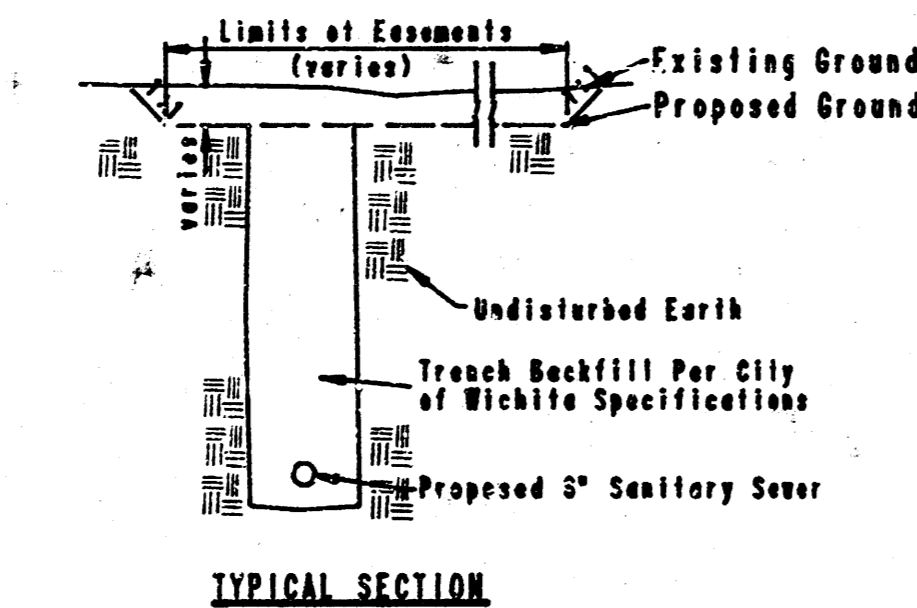 Limits of Easements
(varies)
Existing Ground
Proposed Ground
varies
Undisturbed Earth
Trench Backfill Per City
of Wichita Specifications
Proposed Sanitary Sewer
TYPICAL SECTION